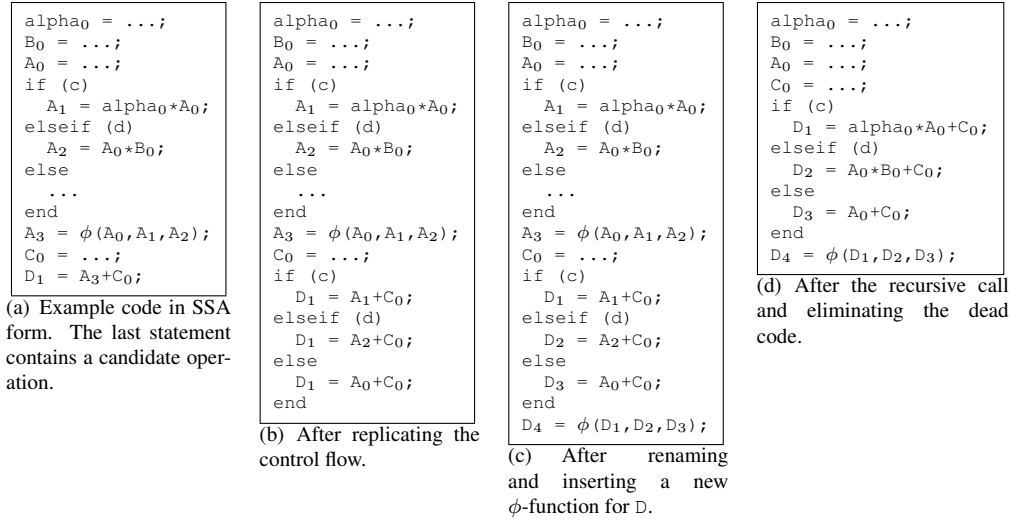 alpha₀ = ...;
B₀ = ...;
A₀ = ...;
if (c)
A₁ = alpha₀*A₀;
elseif (d)
A₂ = A₀*B₀;
else
...
end
A₃ = ϕ(A₀,A₁,A₂);
C₀ = ...;
D₁ = A₃+C₀;
(a) Example code in SSA
form. The last statement
contains a candidate oper-
ation.
alpha₀ = ...;
B₀ = ...;
A₀ = ...;
if (c)
A₁ = alpha₀*A₀;
elseif (d)
A₂ = A₀*B₀;
else
...
end
A₃ = ϕ(A₀,A₁,A₂);
C₀ = ...;
if (c)
D₁ = A₁+C₀;
elseif (d)
D₁ = A₂+C₀;
else
D₁ = A₀+C₀;
end
(b) After replicating the
control flow.
alpha₀ = ...;
B₀ = ...;
A₀ = ...;
if (c)
A₁ = alpha₀*A₀;
elseif (d)
A₂ = A₀*B₀;
else
...
end
A₃ = ϕ(A₀,A₁,A₂);
C₀ = ...;
if (c)
D₁ = A₁+C₀;
elseif (d)
D₂ = A₂+C₀;
else
D₃ = A₀+C₀;
end
D₄ = ϕ(D₁,D₂,D₃);
(c) After renaming
and inserting a new
ϕ-function for D.
alpha₀ = ...;
B₀ = ...;
A₀ = ...;
C₀ = ...;
if (c)
D₁ = alpha₀*A₀+C₀;
elseif (d)
D₂ = A₀*B₀+C₀;
else
D₃ = A₀+C₀;
end
D₄ = ϕ(D₁,D₂,D₃);
(d) After the recursive call
and eliminating the dead
code.